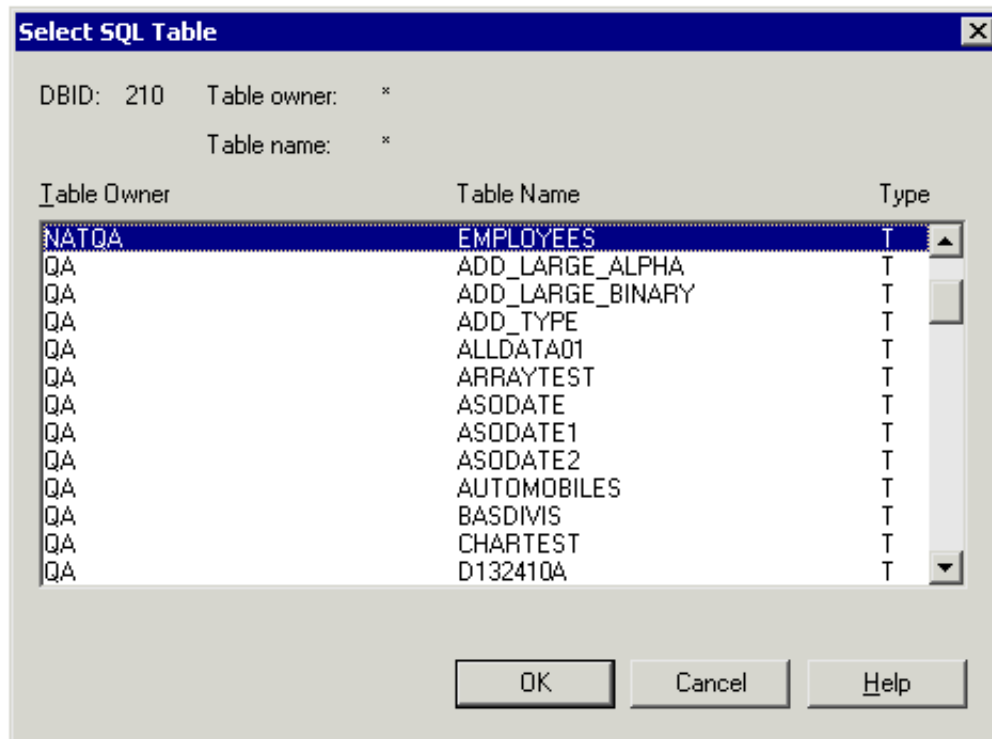 Select SQL Table
DBID: 210 Table owner: *
Table name: *
Table Owner Table Name Type
NATQA EMPLOYEES T
QA ADD_LARGE_ALPHA T
QA ADD_LARGE_BINARY T
QA ADD_TYPE T
QA ALLDATA01 T
QA ARRAYTEST T
QA ASODATE T
QA ASODATE1 T
QA ASODATE2 T
QA AUTOMOBILES T
QA BASDIVIS T
QA CHARTEST T
QA D132410A T
OK Cancel Help